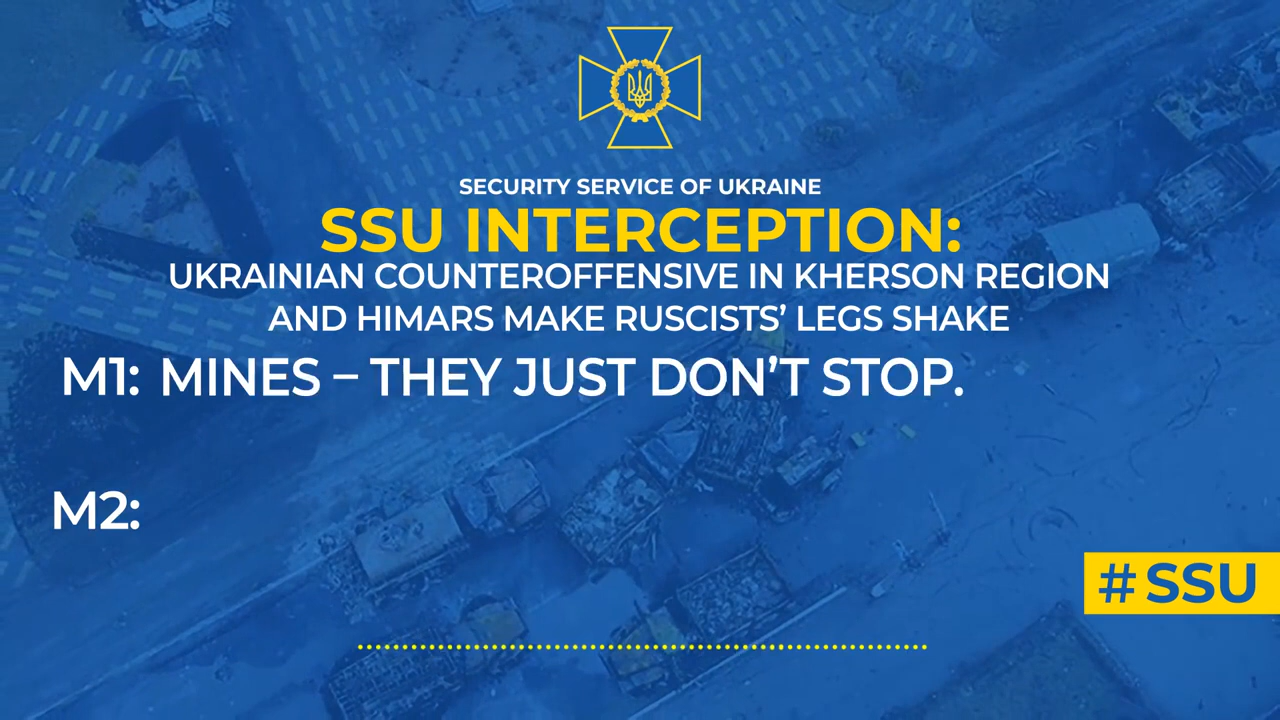 SECURITY SERVICE OF UKRAINE
SSU INTERCEPTION:
UKRAINIAN COUNTEROFFENSIVE IN KHERSON REGION
AND HIMARS MAKE RUSCISTS’ LEGS SHAKE
M1: MINES – THEY JUST DON’T STOP.
M2:
# SSU